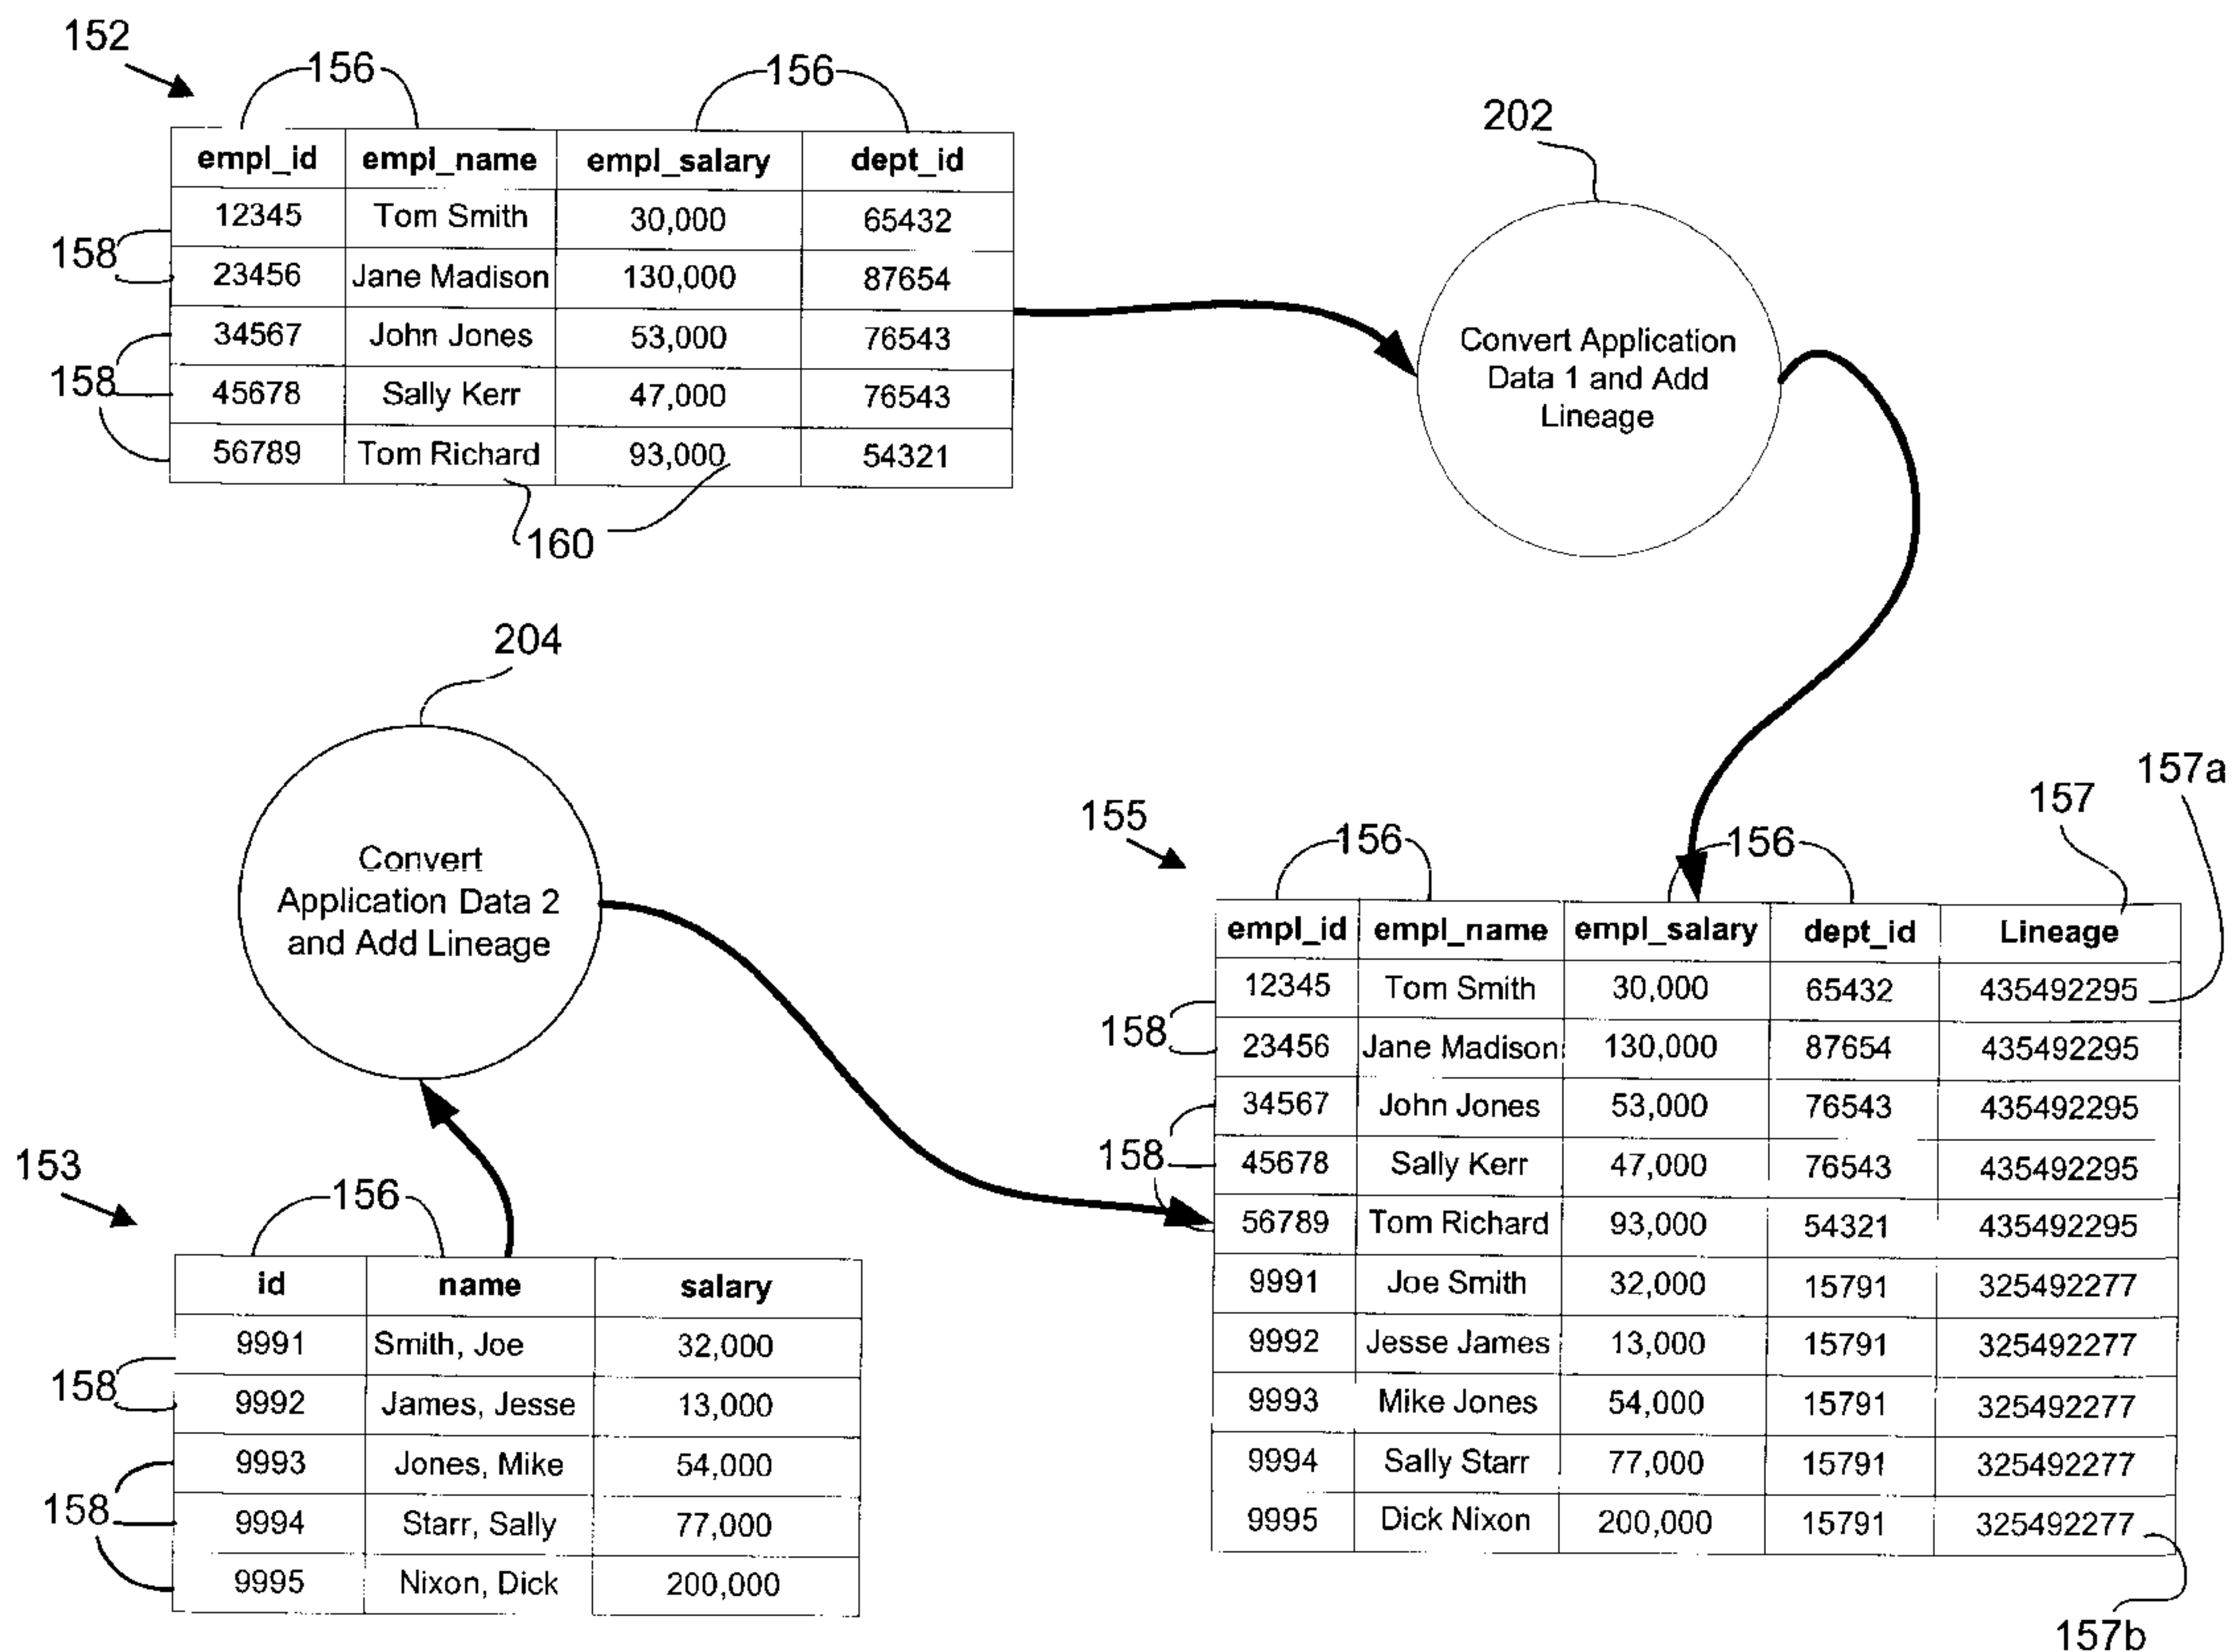 152
156 156
empl_id empl_name empl_salary dept_id
12345 Tom Smith 30,000 65432
158
23456 Jane Madison 130,000 87654
34567 John Jones 53,000 76543
158
45678 Sally Kerr 47,000 76543
56789 Tom Richard 93,000 54321
160
202
Convert Application
Data 1 and Add
Lineage
204
Convert
Application Data 2
and Add Lineage
153
156
id name salary
9991 Smith, Joe 32,000
158
9992 James, Jesse 13,000
9993 Jones, Mike 54,000
158
9994 Starr, Sally 77,000
9995 Nixon, Dick 200,000
155
156 156
157
157a
empl_id empl_name empl_salary dept_id Lineage
12345 Tom Smith 30,000 65432 435492295
158
23456 Jane Madison 130,000 87654 435492295
34567 John Jones 53,000 76543 435492295
158
45678 Sally Kerr 47,000 76543 435492295
56789 Tom Richard 93,000 54321 435492295
9991 Joe Smith 32,000 15791 325492277
9992 Jesse James 13,000 15791 325492277
9993 Mike Jones 54,000 15791 325492277
9994 Sally Starr 77,000 15791 325492277
9995 Dick Nixon 200,000 15791 325492277
157b